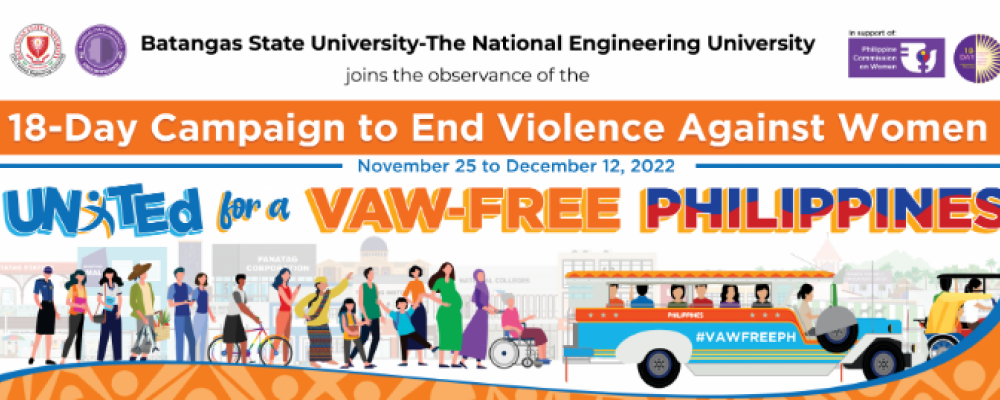 Batangas State University-The National Engineering University
joins the observance of the
In support of:
Philippine
Commission
on Women
18-Day Campaign to End Violence Against Women
November 25 to December 12, 2022
UNiTEd for a VAW-FREE PHILIPPINES
PANATAG
CORPORATION
PHILIPPINES
#VAWFREEPH